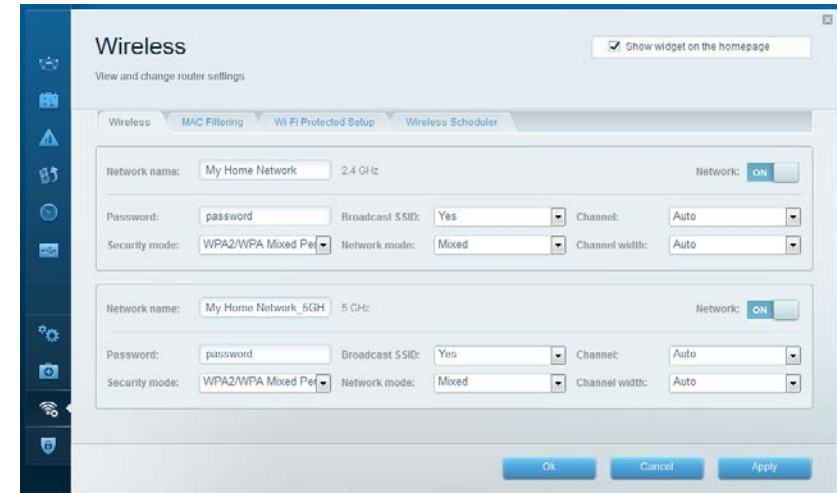 Wireless
Show widget on the homepage
View and change router settings
Wireless MAC Filtering Wi-Fi Protected Setup Wireless Scheduler
Network name: My Home Network 2.4 GHz Network: ON
Password: password Broadcast SSID: Yes Channel: Auto
Security mode: WPA2/WPA Mixed Per Network mode: Mixed Channel width: Auto
Network name: My Home Network_5GH 5 GHz Network: ON
Password: password Broadcast SSID: Yes Channel: Auto
Security mode: WPA2/WPA Mixed Per Network mode: Mixed Channel width: Auto
Ok Cancel Apply